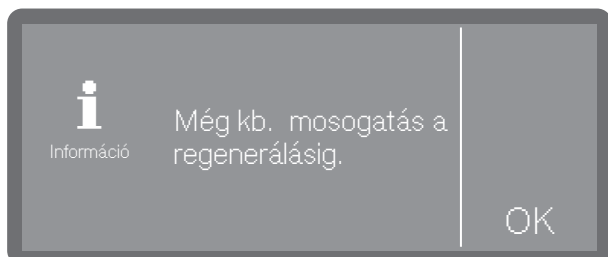 Információ
Még kb.  mosogatás a
regenerálásig.
OK